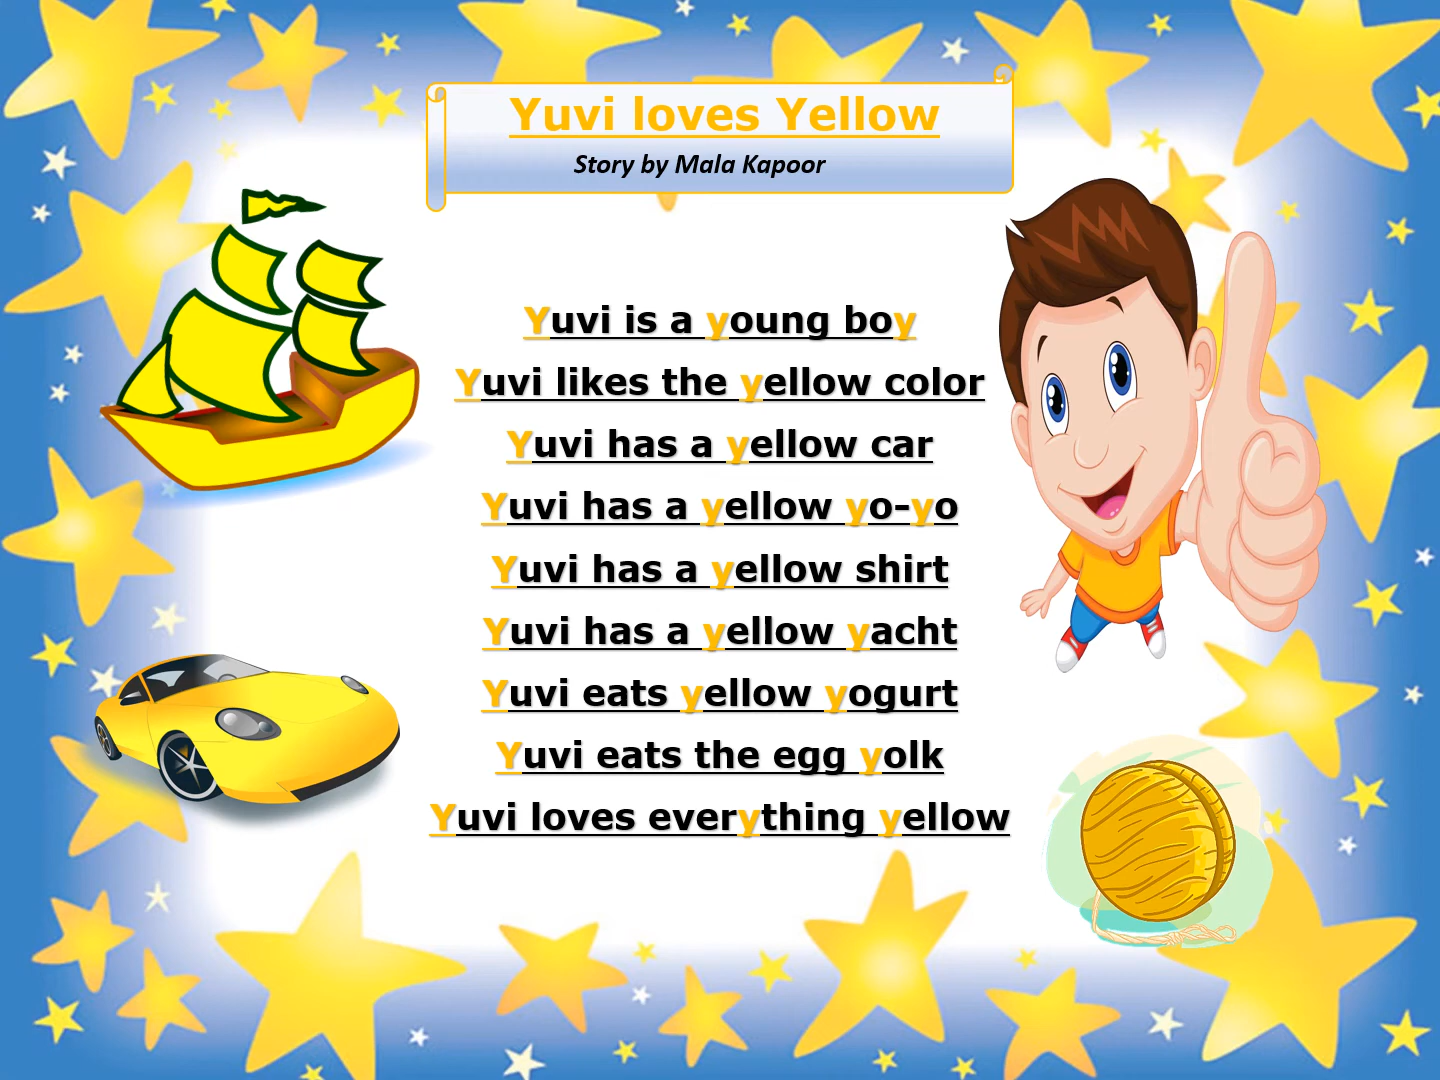 Yuvi loves Yellow
Story by Mala Kapoor
Yuvi is a young boy
Yuvi likes the yellow color
Yuvi has a yellow car
Yuvi has a yellow yo-yo
Yuvi has a yellow shirt
Yuvi has a yellow yacht
Yuvi eats yellow yogurt
Yuvi eats the egg yolk
Yuvi loves everything yellow